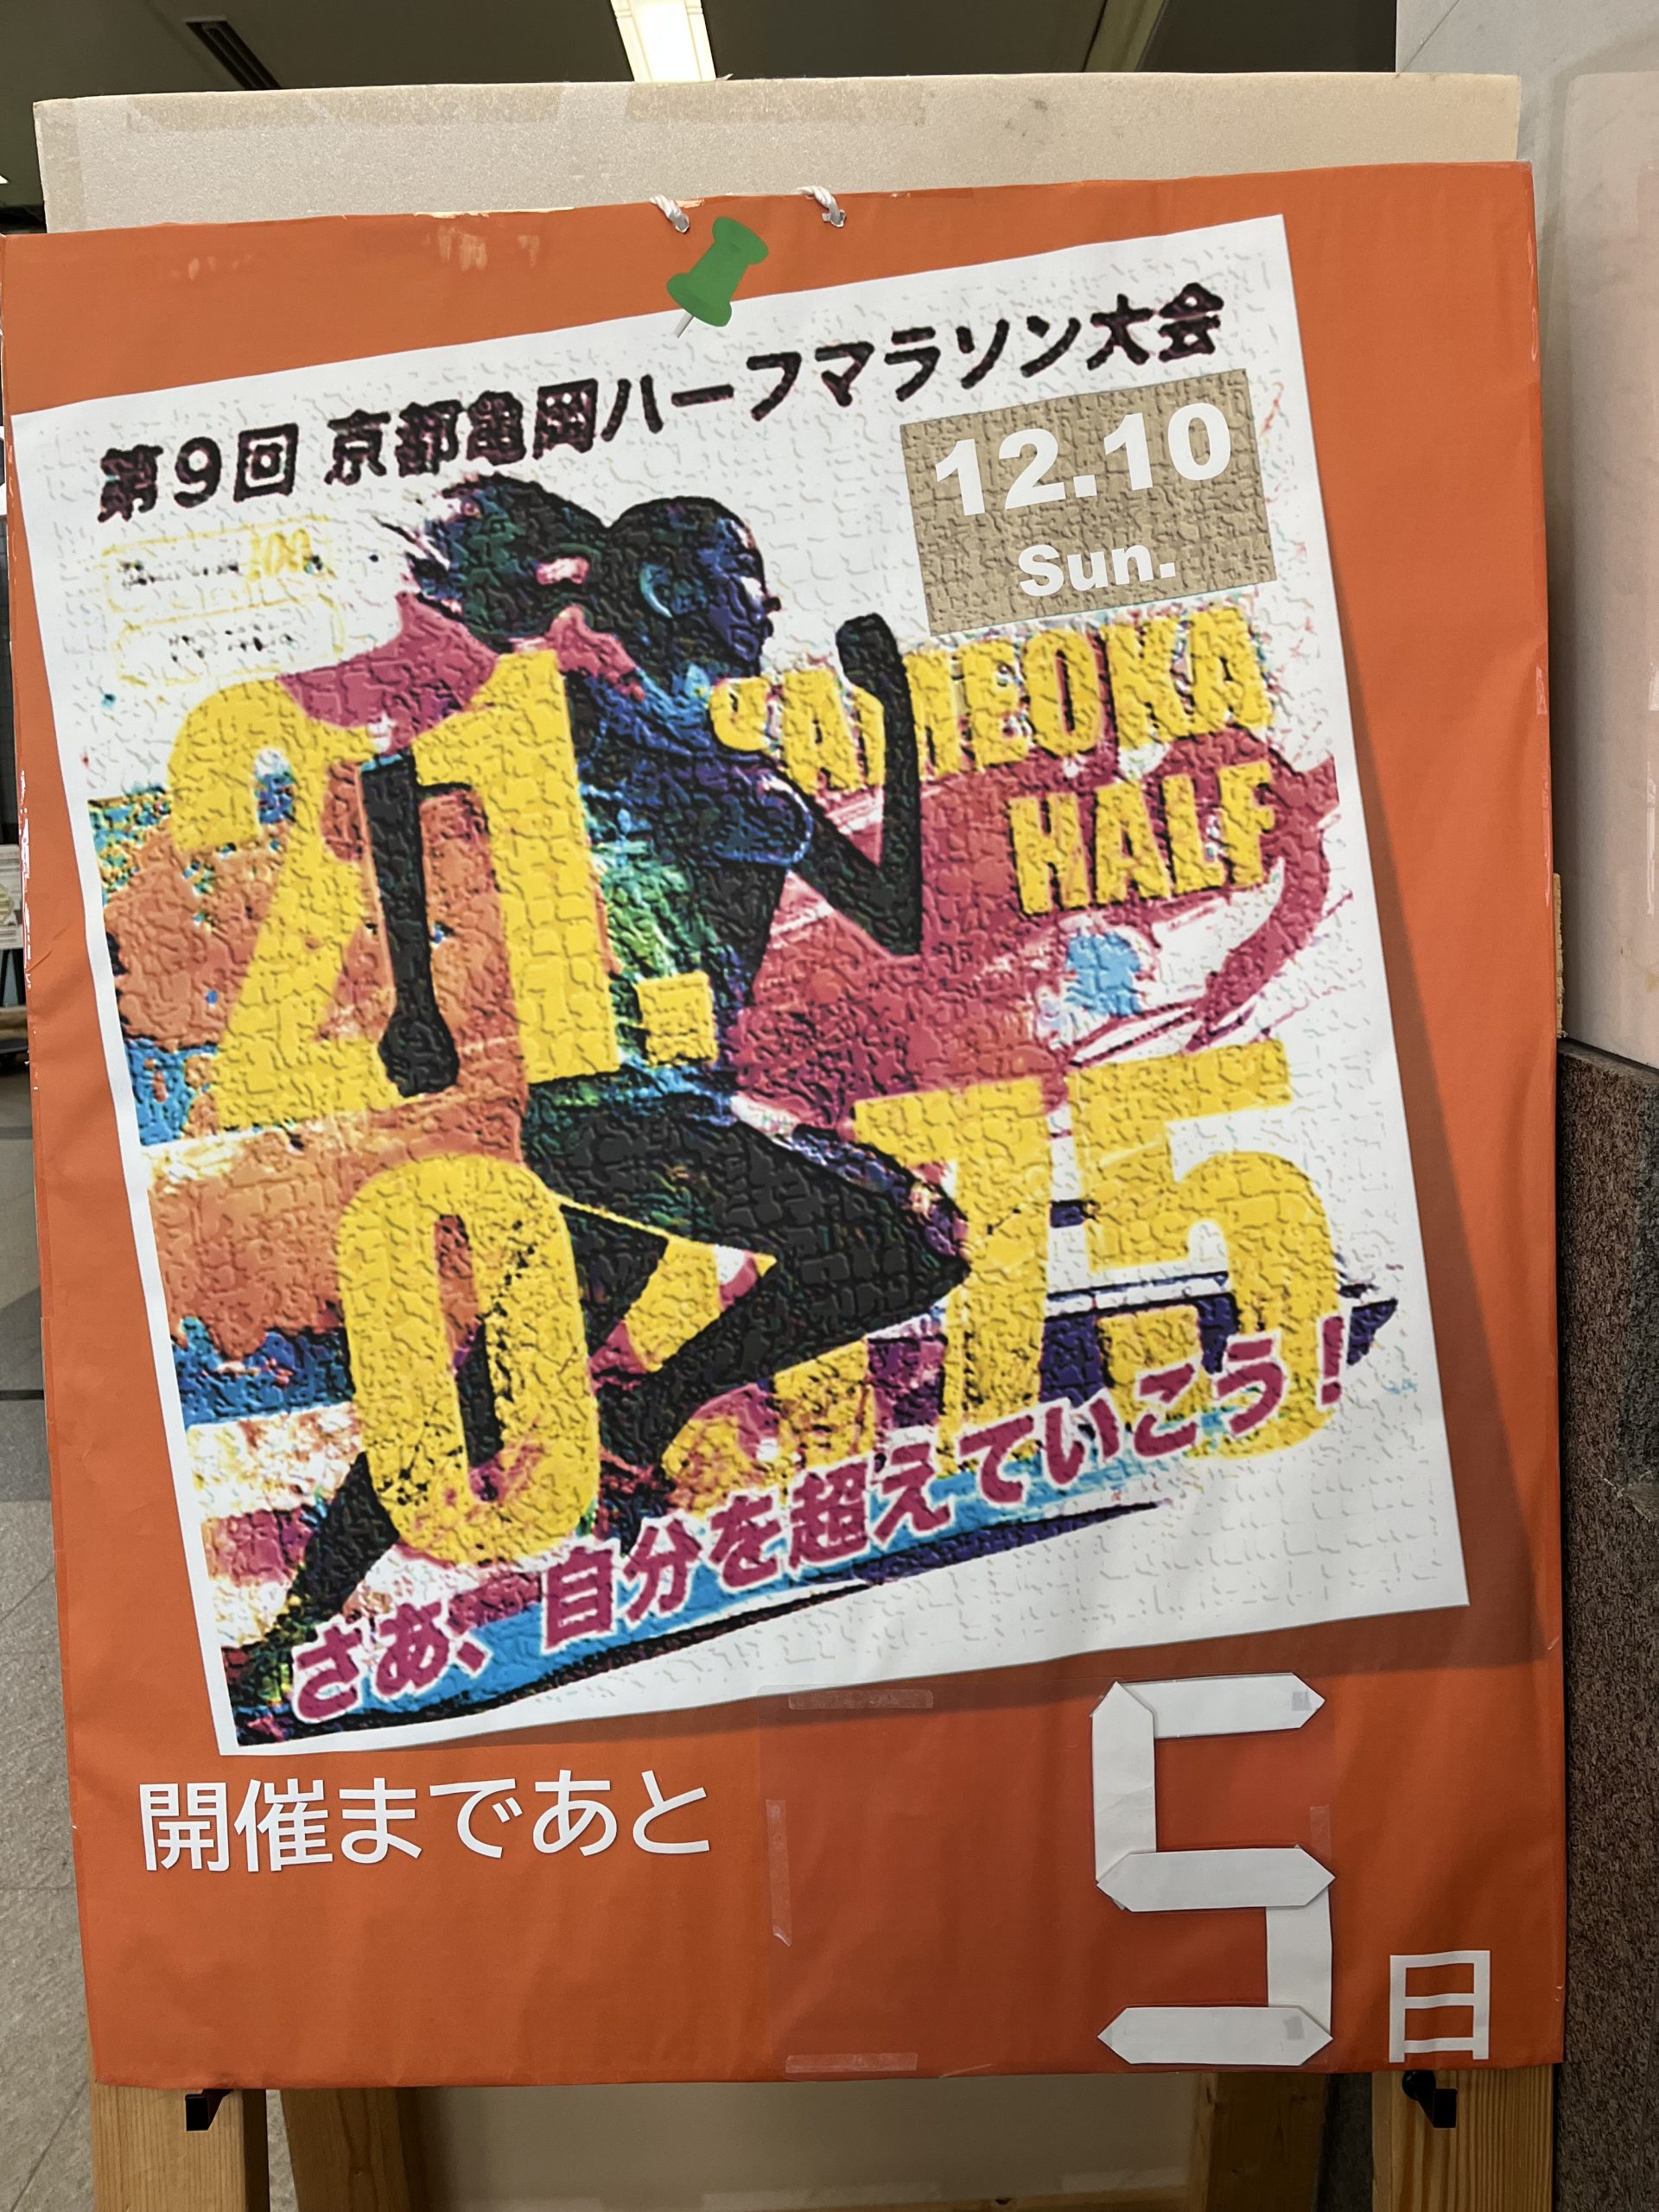 第9回 京都亀岡ハーフマラソン大会
12.10
Sun.
KAMEOKA
HALF
21.
0975
さあ、自分を超えていこう!
開催まであと
5日